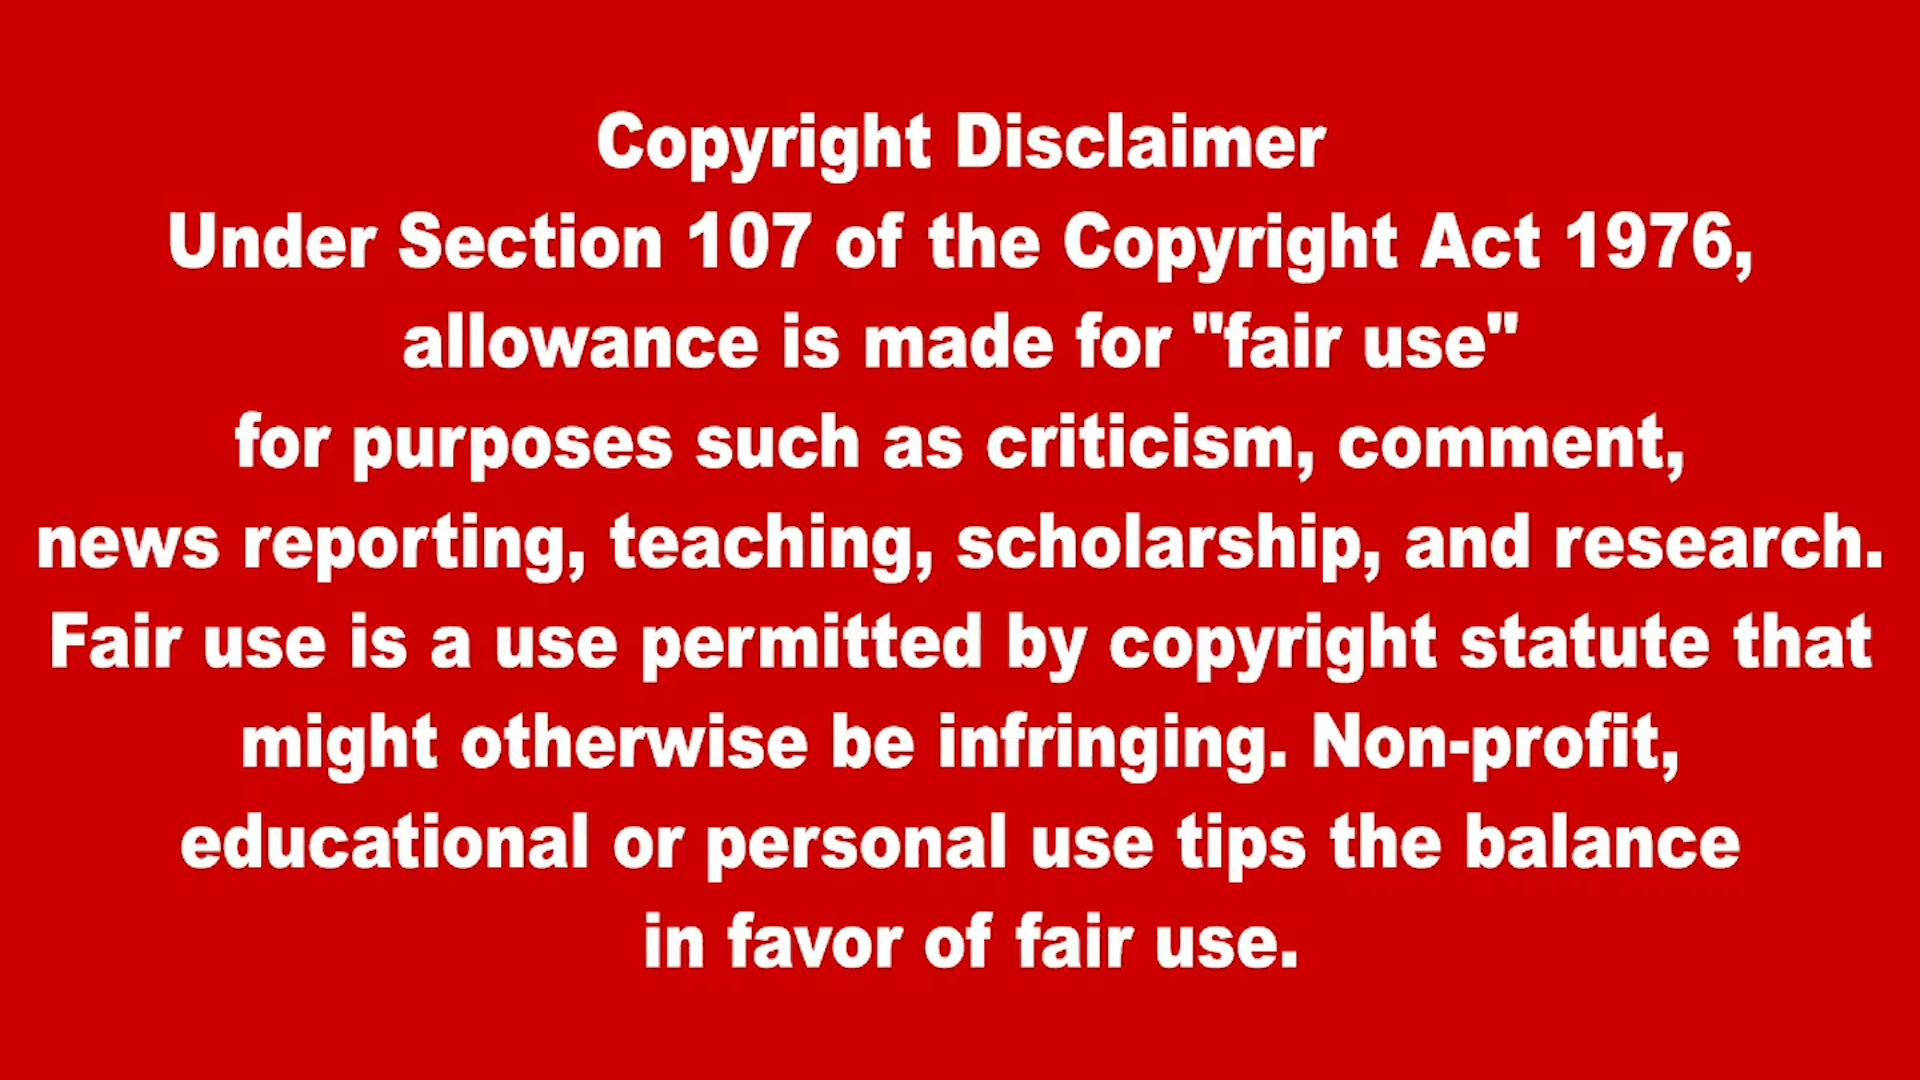 Copyright Disclaimer
Under Section 107 of the Copyright Act 1976,
allowance is made for "fair use"
for purposes such as criticism, comment,
news reporting, teaching, scholarship, and research.
Fair use is a use permitted by copyright statute that
might otherwise be infringing. Non-profit,
educational or personal use tips the balance
in favor of fair use.